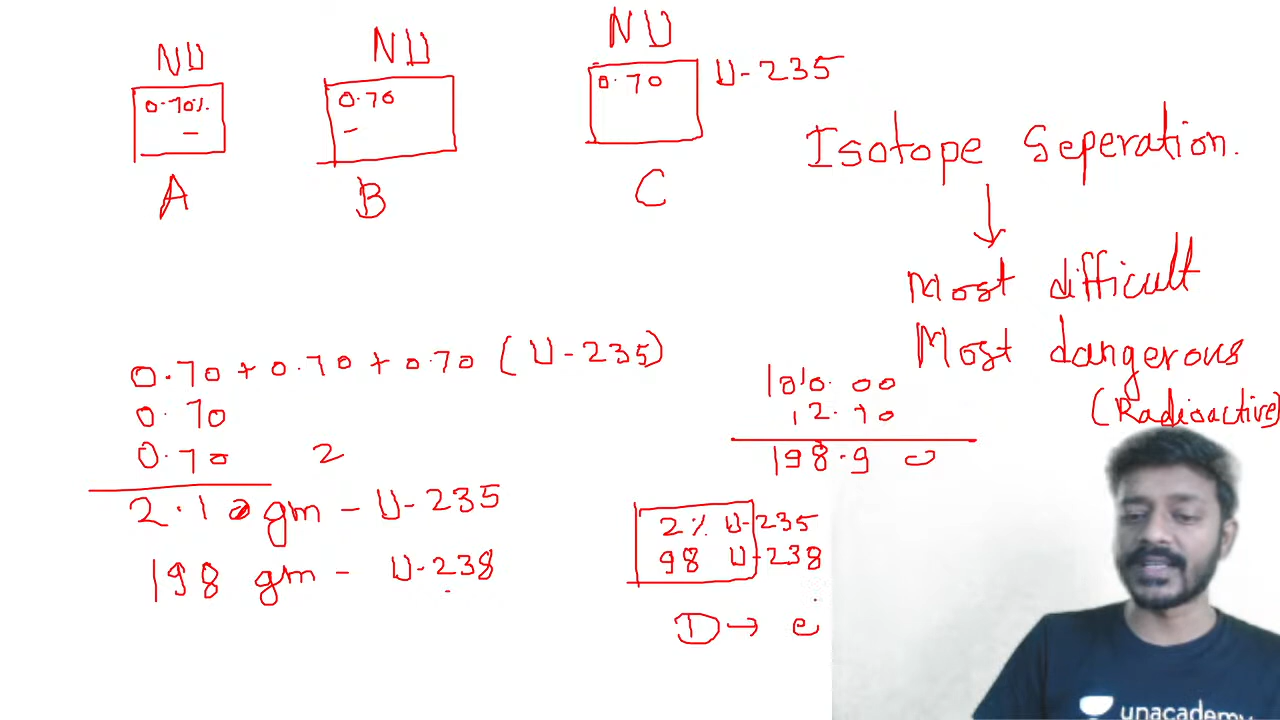 NU NU NU
0.70% 0.70 0.70 U-235
A B C
Isotope Seperation.
Most difficult
Most dangerous
(Radioactive)
0.70 + 0.70 + 0.70 (U-235)
0.70
0.70 2
2.10 gm - U-235
198 gm - U-238
100.00
12.10
198.90
2% U-235
98 U-238
D → e
unacademy